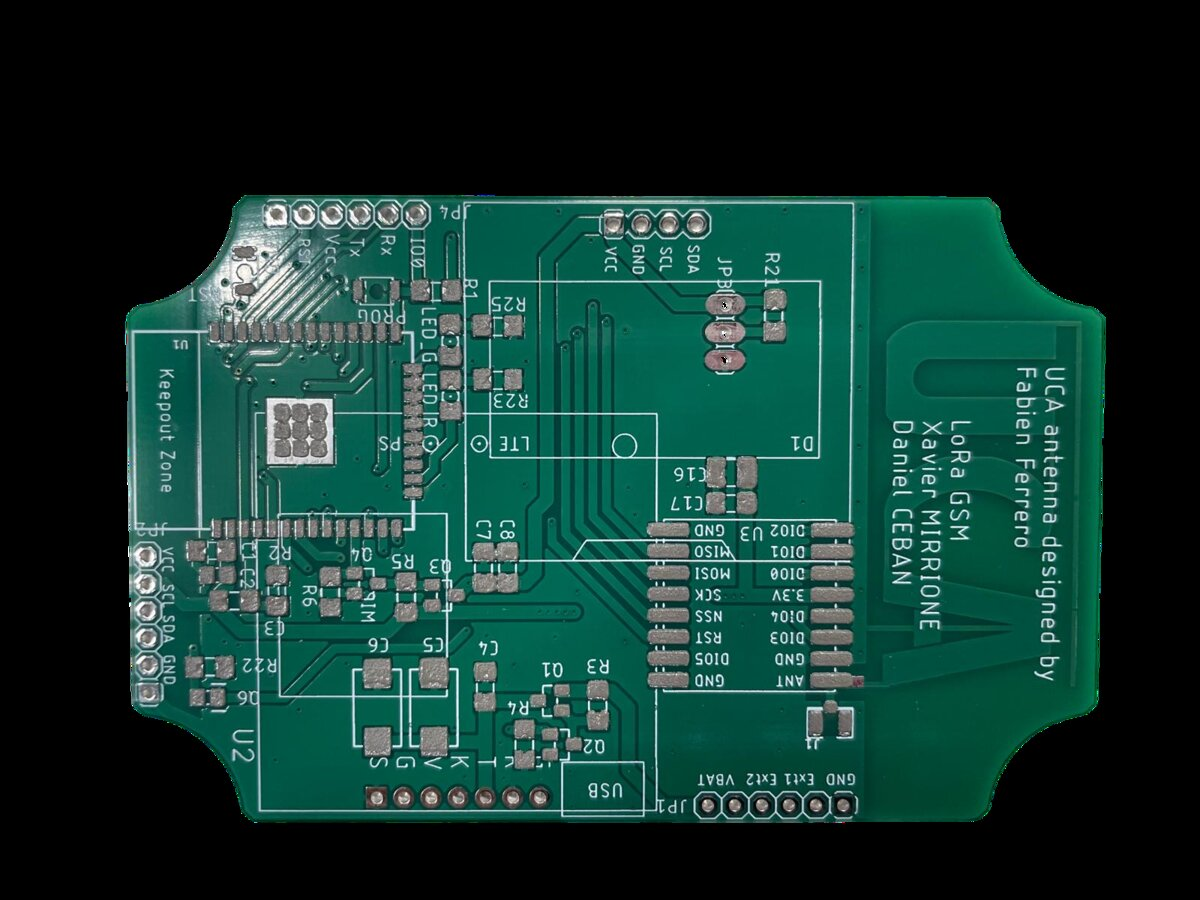 JP4
RST
Vcc
Tx
Rx
IO0
PROG
R1
VCC
GND
SCL
SDA
JP3
R21
U1
Keepout Zone
LED_G
LED_R
R25
R23
PS
LTE
D1
UCA antenna designed by
Fabien Ferrero
LoRa GSM
Xavier MIRRIONE
Daniel CEBAN
UCA
C16
C17
U3
GND
MISO
MOSI
SCK
NSS
RST
DIO5
GND
DIO2
DIO1
DIO0
3.3V
DIO4
DIO3
GND
ANT
J1
VCC
SCL
SDA
GND
C2
R2
C3
Q4
R6
R5
Q3
C7
C8
R22
Q6
U2
C6
C5
C4
Q1
R3
R4
Q2
S
G
V
K
USB
JP1
VBAT
Ext2
Ext1
GND